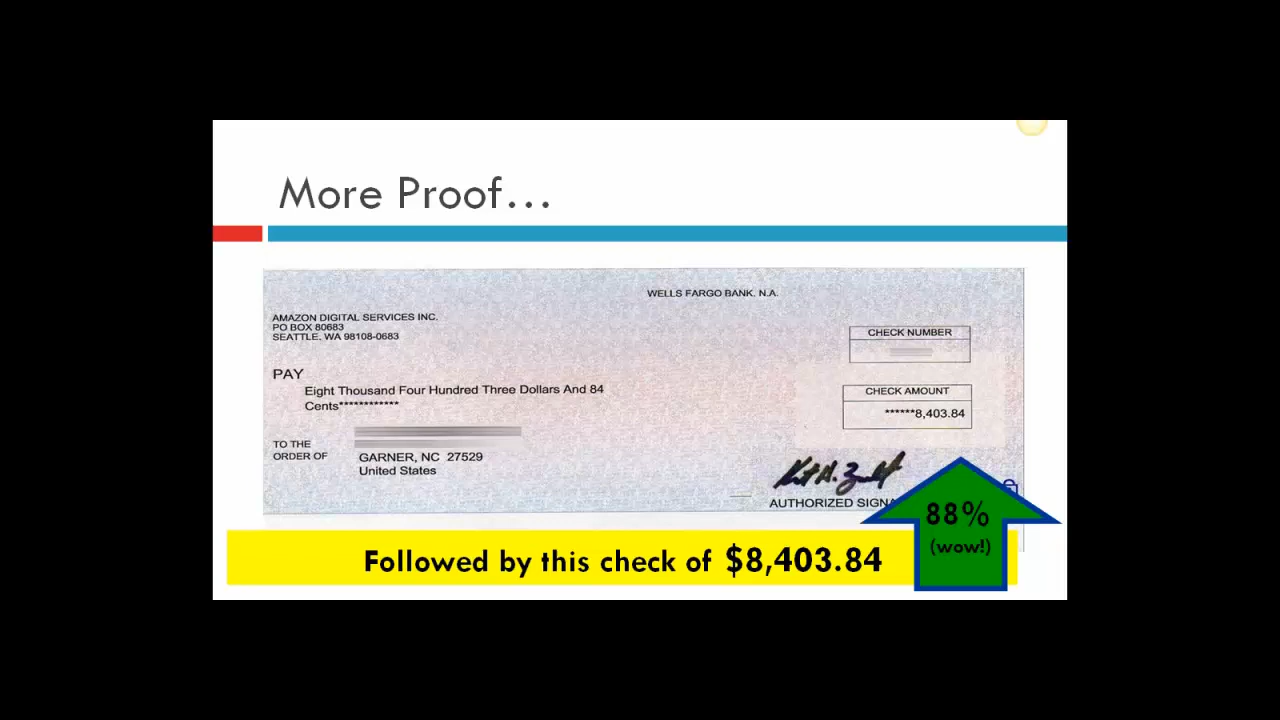 More Proof...
WELLS FARGO BANK, N.A.
AMAZON DIGITAL SERVICES INC.
PO BOX 80683
SEATTLE, WA 98108-0683
CHECK NUMBER
PAY
Eight Thousand Four Hundred Three Dollars And 84
Cents************
CHECK AMOUNT
******8,403.84
TO THE
ORDER OF
GARNER, NC 27529
United States
AUTHORIZED SIGNA
88%
(wow!)
Followed by this check of $8,403.84